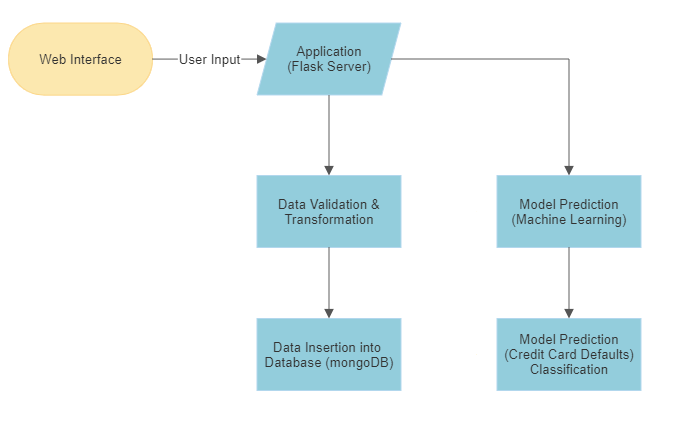 Web Interface
User Input
Application
(Flask Server)
Data Validation &
Transformation
Model Prediction
(Machine Learning)
Data Insertion into
Database (mongoDB)
Model Prediction
(Credit Card Defaults)
Classification